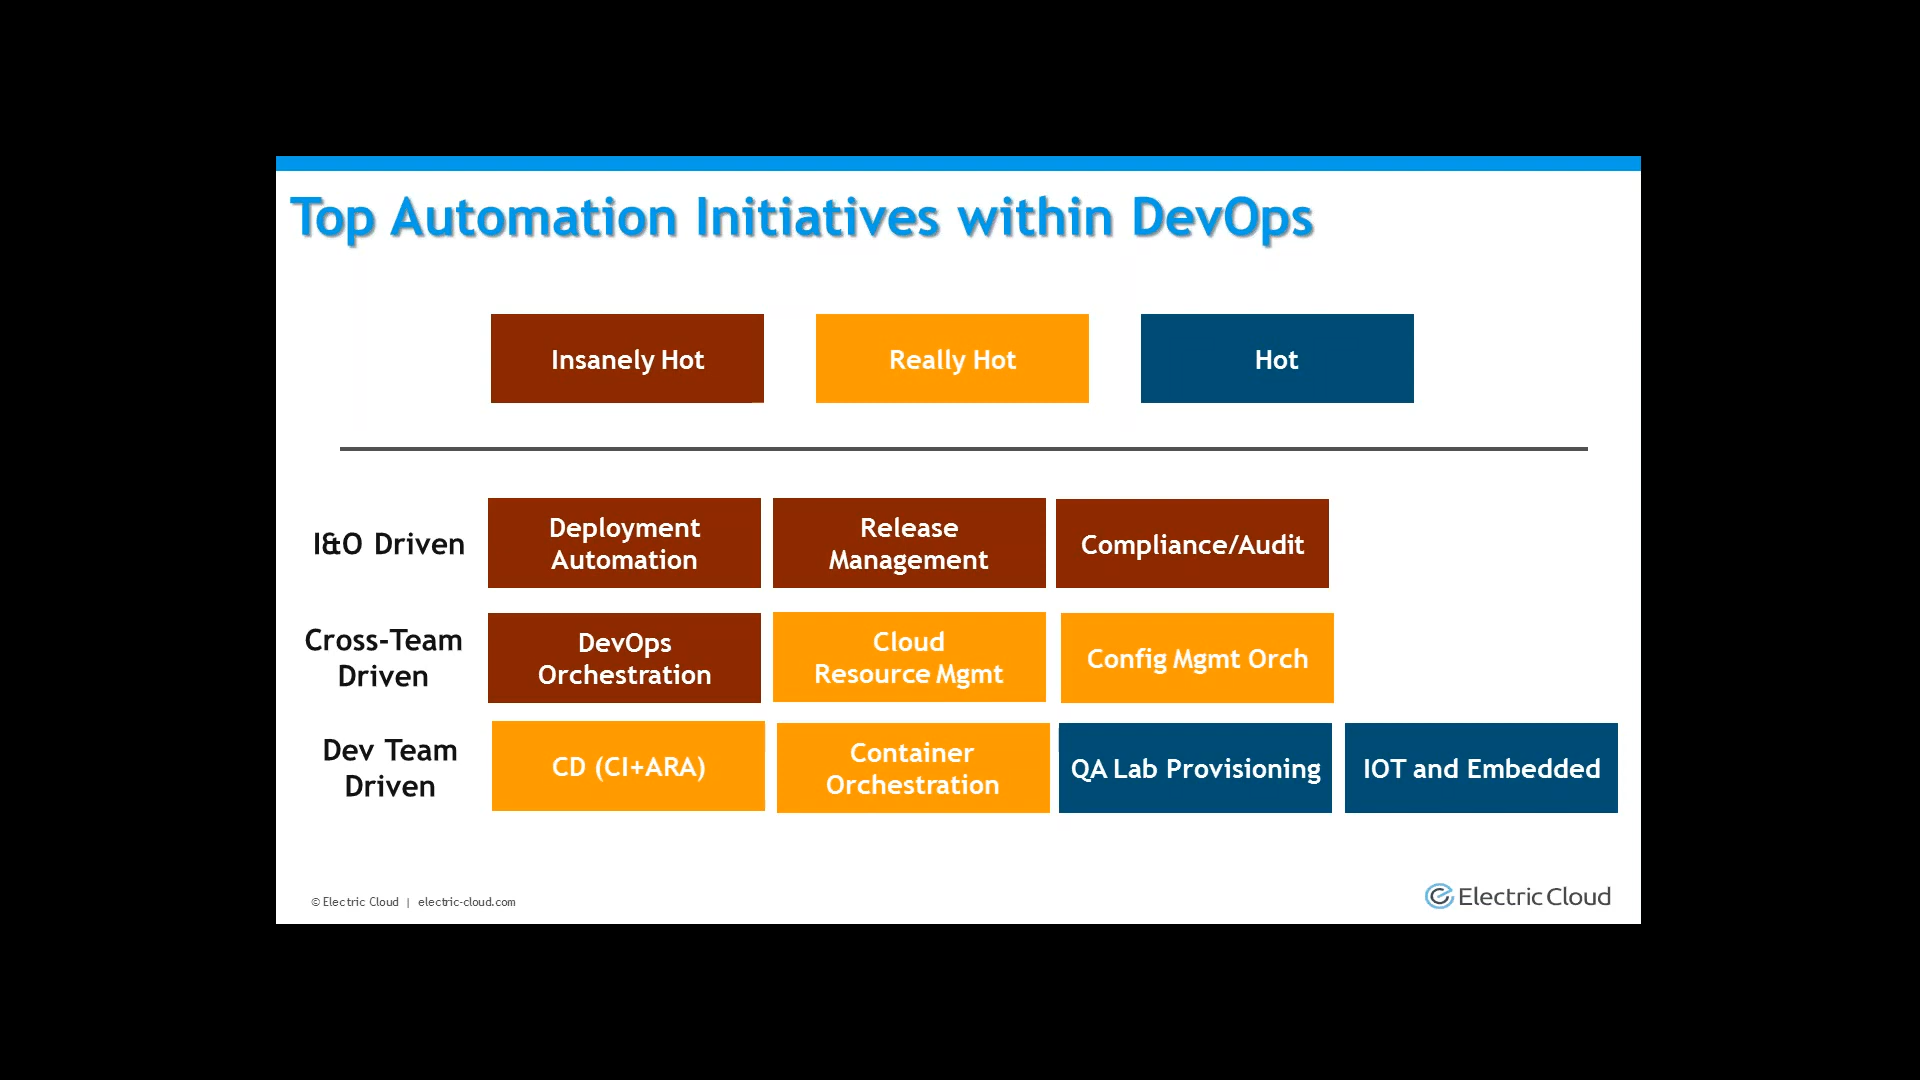 Top Automation Initiatives within DevOps
Insanely Hot
Really Hot
Hot
I&O Driven
Deployment
Automation
Release
Management
Compliance/Audit
Cross-Team
Driven
DevOps
Orchestration
Cloud
Resource Mgmt
Config Mgmt Orch
Dev Team
Driven
CD (CI+ARA)
Container
Orchestration
QA Lab Provisioning
IOT and Embedded
© Electric Cloud | electric-cloud.com
Electric Cloud